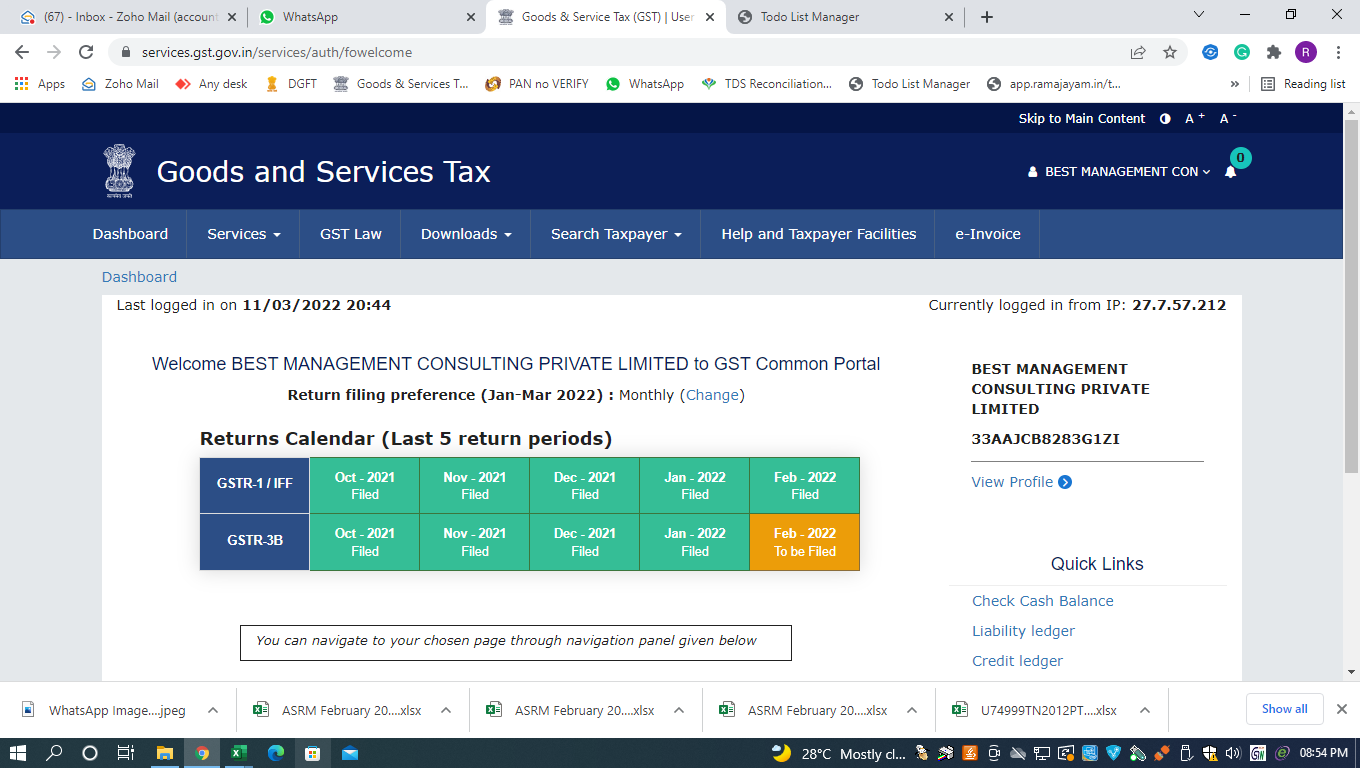 (67) - Inbox - Zoho Mail (account
WhatsApp
Goods & Service Tax (GST) | User
Todo List Manager
services.gst.gov.in/services/auth/fowelcome
R
Apps
Zoho Mail
Any desk
DGFT
Goods & Services T...
PAN no VERIFY
WhatsApp
TDS Reconciliation...
Todo List Manager
app.ramajayam.in/t...
»
Reading list
Skip to Main Content A + A -
Goods and Services Tax
BEST MANAGEMENT CON
0
Dashboard Services GST Law Downloads Search Taxpayer Help and Taxpayer Facilities e-Invoice
Dashboard
Last logged in on 11/03/2022 20:44
Currently logged in from IP: 27.7.57.212
Welcome BEST MANAGEMENT CONSULTING PRIVATE LIMITED to GST Common Portal
Return filing preference (Jan-Mar 2022) : Monthly (Change)
Returns Calendar (Last 5 return periods)
GSTR-1 / IFF
Oct - 2021
Filed
Nov - 2021
Filed
Dec - 2021
Filed
Jan - 2022
Filed
Feb - 2022
Filed
GSTR-3B
Oct - 2021
Filed
Nov - 2021
Filed
Dec - 2021
Filed
Jan - 2022
Filed
Feb - 2022
To be Filed
You can navigate to your chosen page through navigation panel given below
BEST MANAGEMENT
CONSULTING PRIVATE
LIMITED
33AAJCB8283G1ZI
View Profile
Quick Links
Check Cash Balance
Liability ledger
Credit ledger
WhatsApp Image....jpeg
ASRM February 20....xlsx
ASRM February 20....xlsx
ASRM February 20....xlsx
U74999TN2012PT....xlsx
Show all
28°C Mostly cl...
08:54 PM